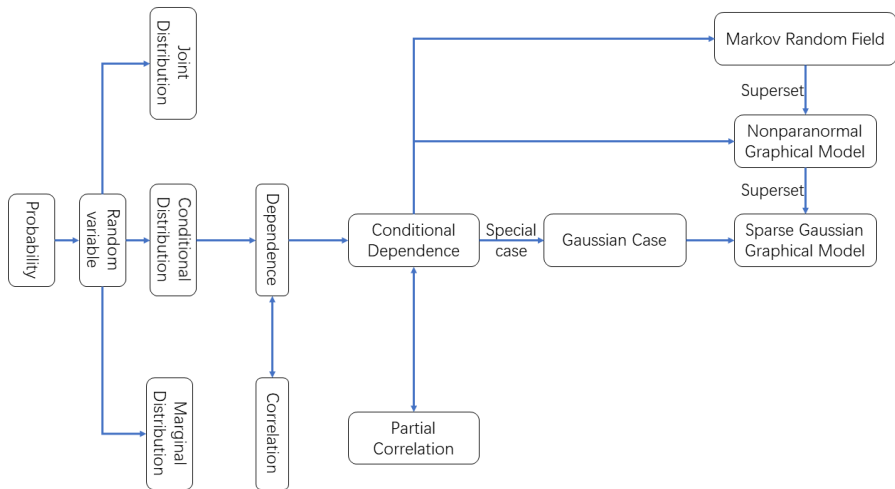 Joint
Distribution
Markov Random Field
Superset
Nonparanormal
Graphical Model
Superset
Probability
Random
variable
Conditional
Distribution
Dependence
Conditional
Dependence
Special
case
Gaussian Case
Sparse Gaussian
Graphical Model
Marginal
Distribution
Correlation
Partial
Correlation